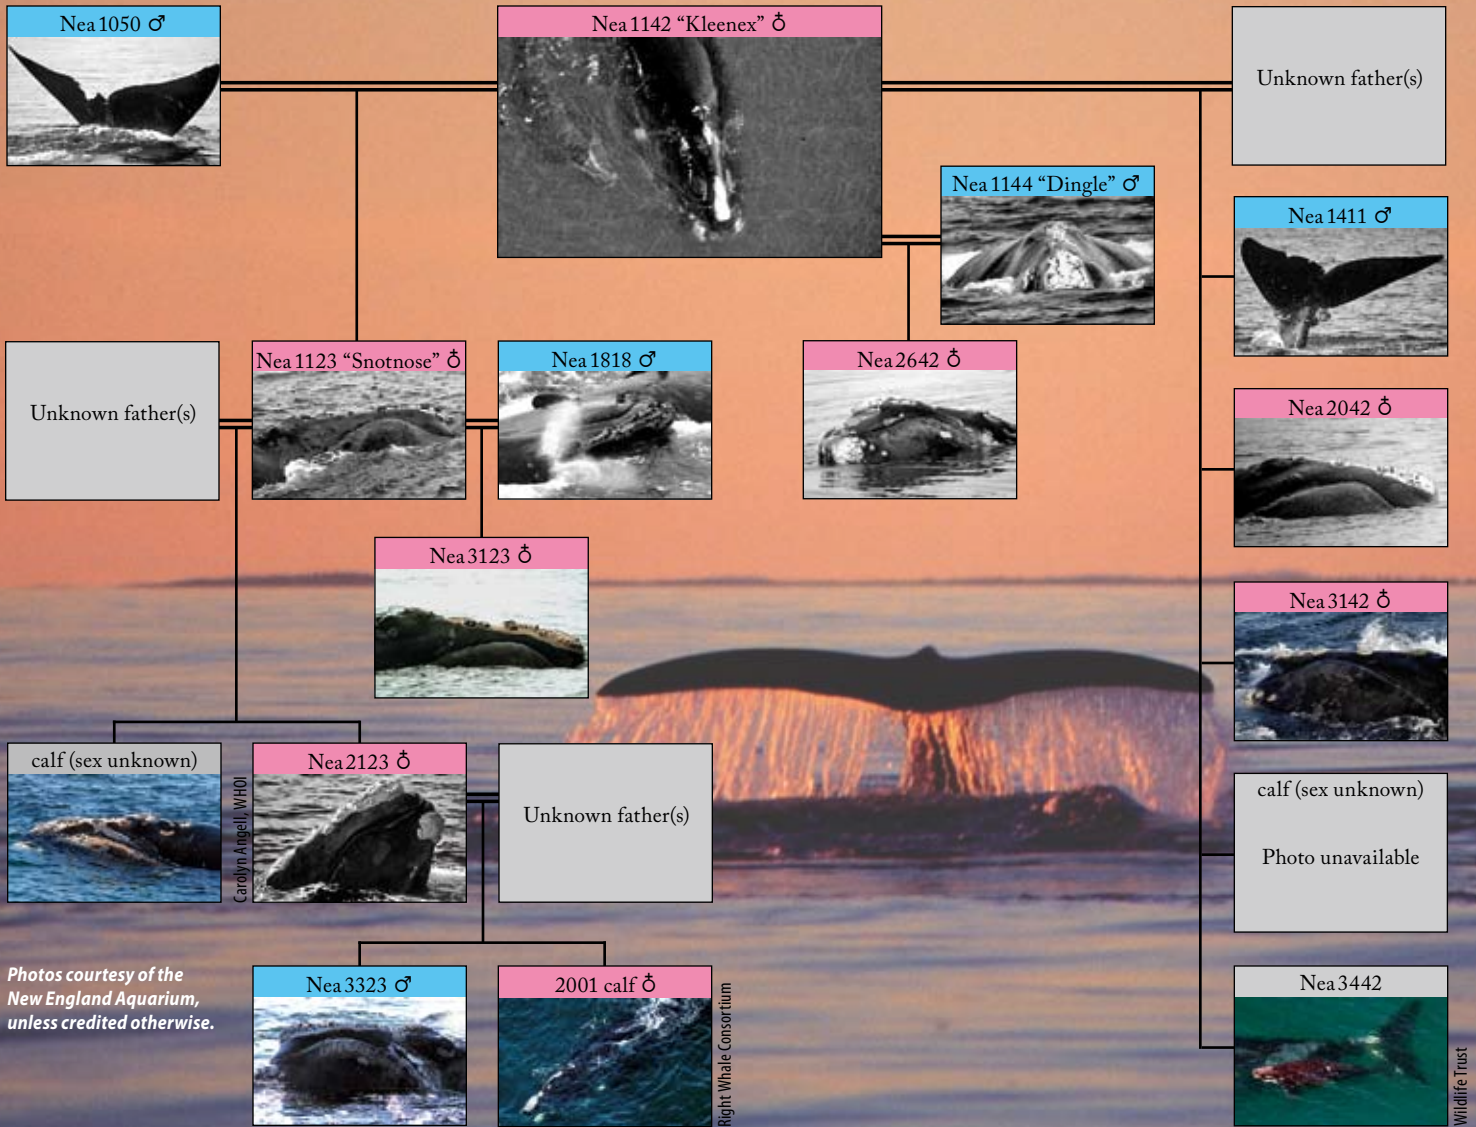 Nea 1050 ♂
Nea 1142 “Kleenex” ♁
Unknown father(s)
Nea 1144 “Dingle” ♂
Nea 1411 ♂
Unknown father(s)
Nea 1123 “Snotnose” ♁
Nea 1818 ♂
Nea 2642 ♁
Nea 2042 ♁
Nea 3123 ♁
Nea 3142 ♁
calf (sex unknown)
Carolyn Angell, WHOI
Nea 2123 ♁
Unknown father(s)
calf (sex unknown)
Photo unavailable
Photos courtesy of the
New England Aquarium,
unless credited otherwise.
Nea 3323 ♂
2001 calf ♁
Right Whale Consortium
Nea 3442
Wildlife Trust